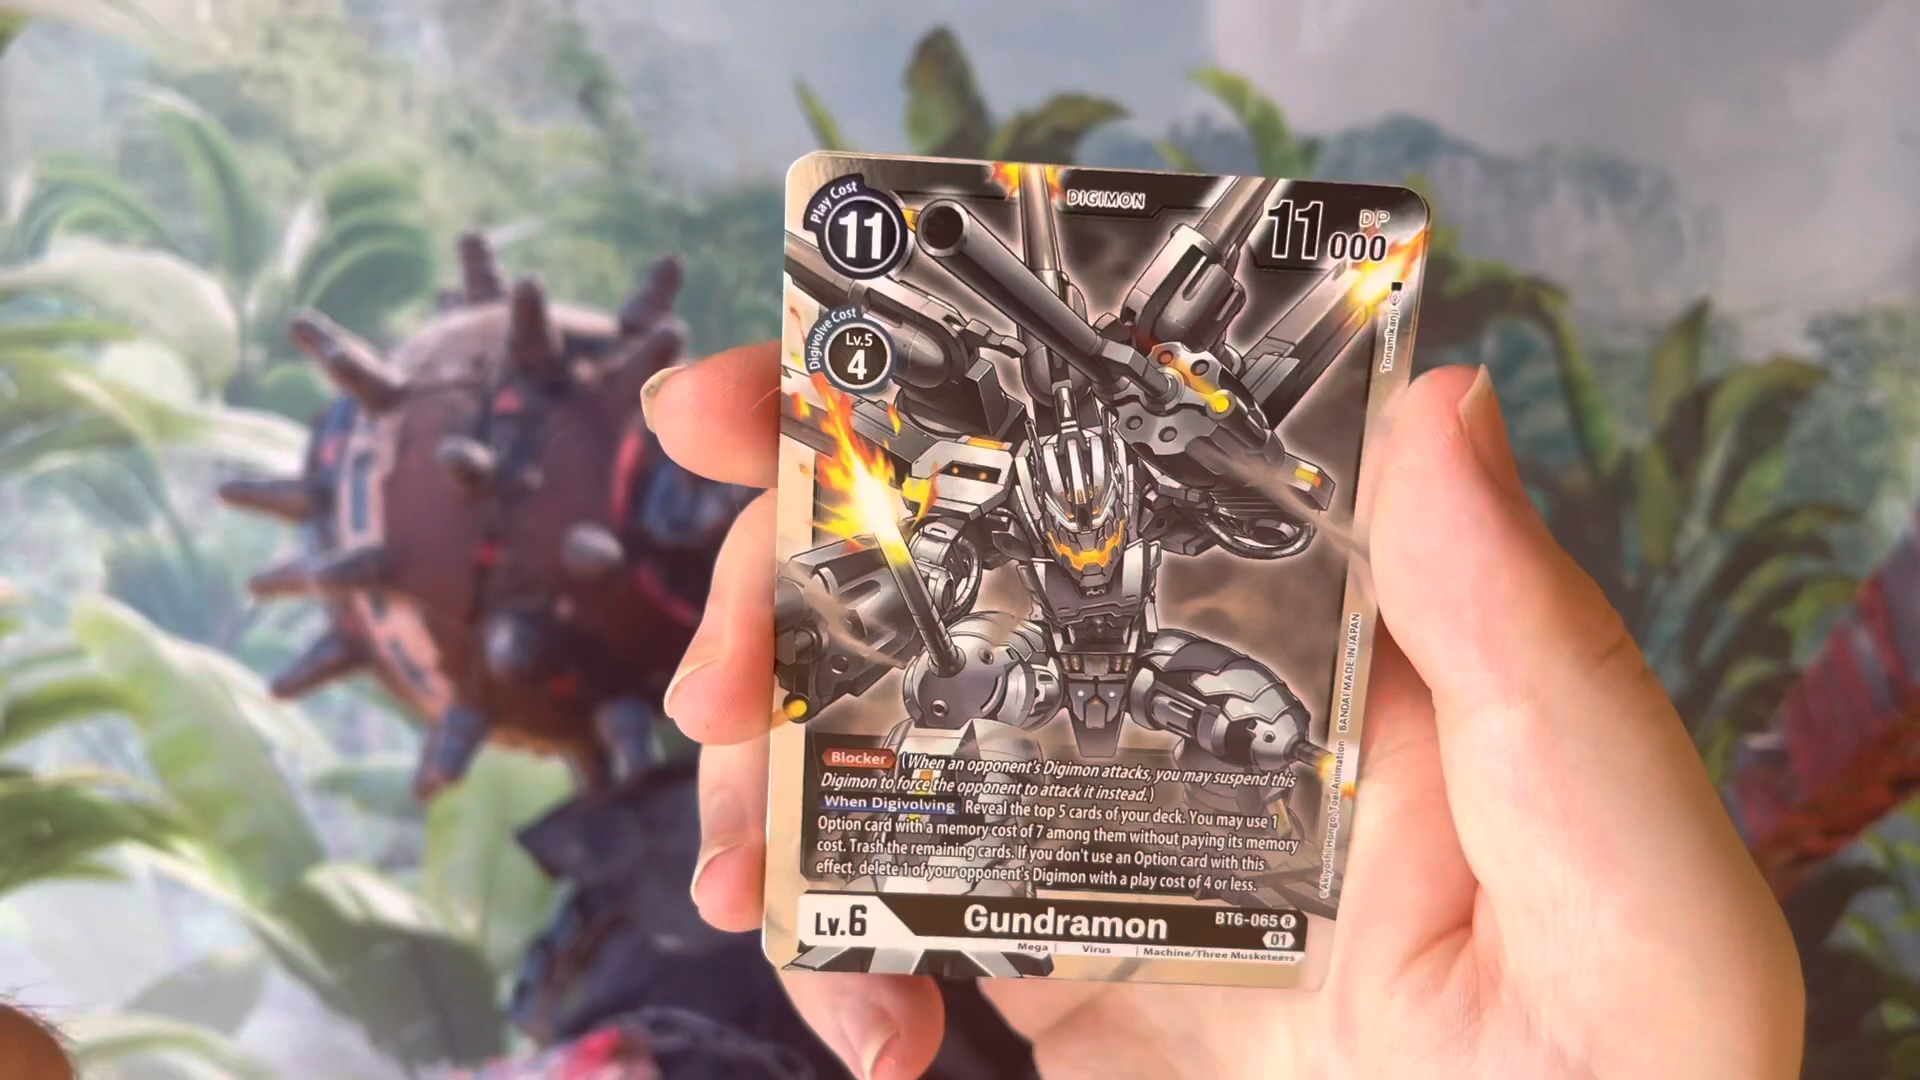 Play Cost
11
DIGIMON
11000 DP
Digivolve Cost
Lv.5
4
Tonamikanji
BANDAI MADE IN JAPAN
©Akiyoshi Hongo, Toei Animation
Blocker (When an opponent's Digimon attacks, you may suspend this
Digimon to force the opponent to attack it instead.)
When Digivolving Reveal the top 5 cards of your deck. You may use 1
Option card with a memory cost of 7 among them without paying its memory
cost. Trash the remaining cards. If you don't use an Option card with this
effect, delete 1 of your opponent's Digimon with a play cost of 4 or less.
Lv.6
Gundramon
BT6-065 R
01
Mega | Virus | Machine/Three Musketeers